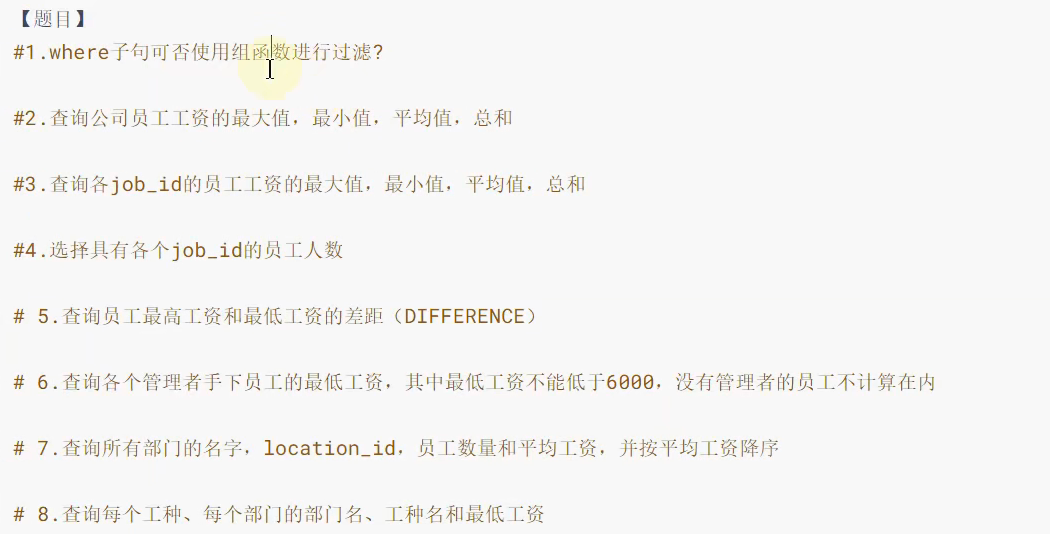 【题目】
#1.where子句可否使用组函数进行过滤?
#2.查询公司员工工资的最大值，最小值，平均值，总和
#3.查询各job_id的员工工资的最大值，最小值，平均值，总和
#4.选择具有各个job_id的员工人数
# 5.查询员工最高工资和最低工资的差距（DIFFERENCE）
# 6.查询各个管理者手下员工的最低工资，其中最低工资不能低于6000，没有管理者的员工不计算在内
# 7.查询所有部门的名字，location_id，员工数量和平均工资，并按平均工资降序
# 8.查询每个工种、每个部门的部门名、工种名和最低工资